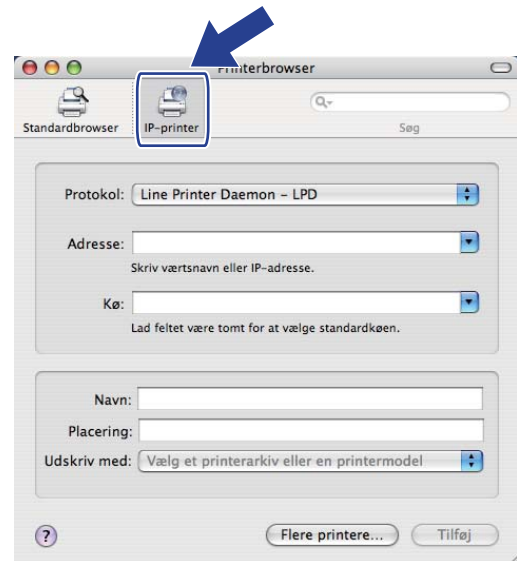 Printerbrowser
Standardbrowser
IP-printer
Søg
Protokol: Line Printer Daemon – LPD
Adresse:
Skriv værtsnavn eller IP-adresse.
Kø:
Lad feltet være tomt for at vælge standardkøen.
Navn:
Placering:
Udskriv med: Vælg et printerarkiv eller en printermodel
? Flere printere... Tilføj